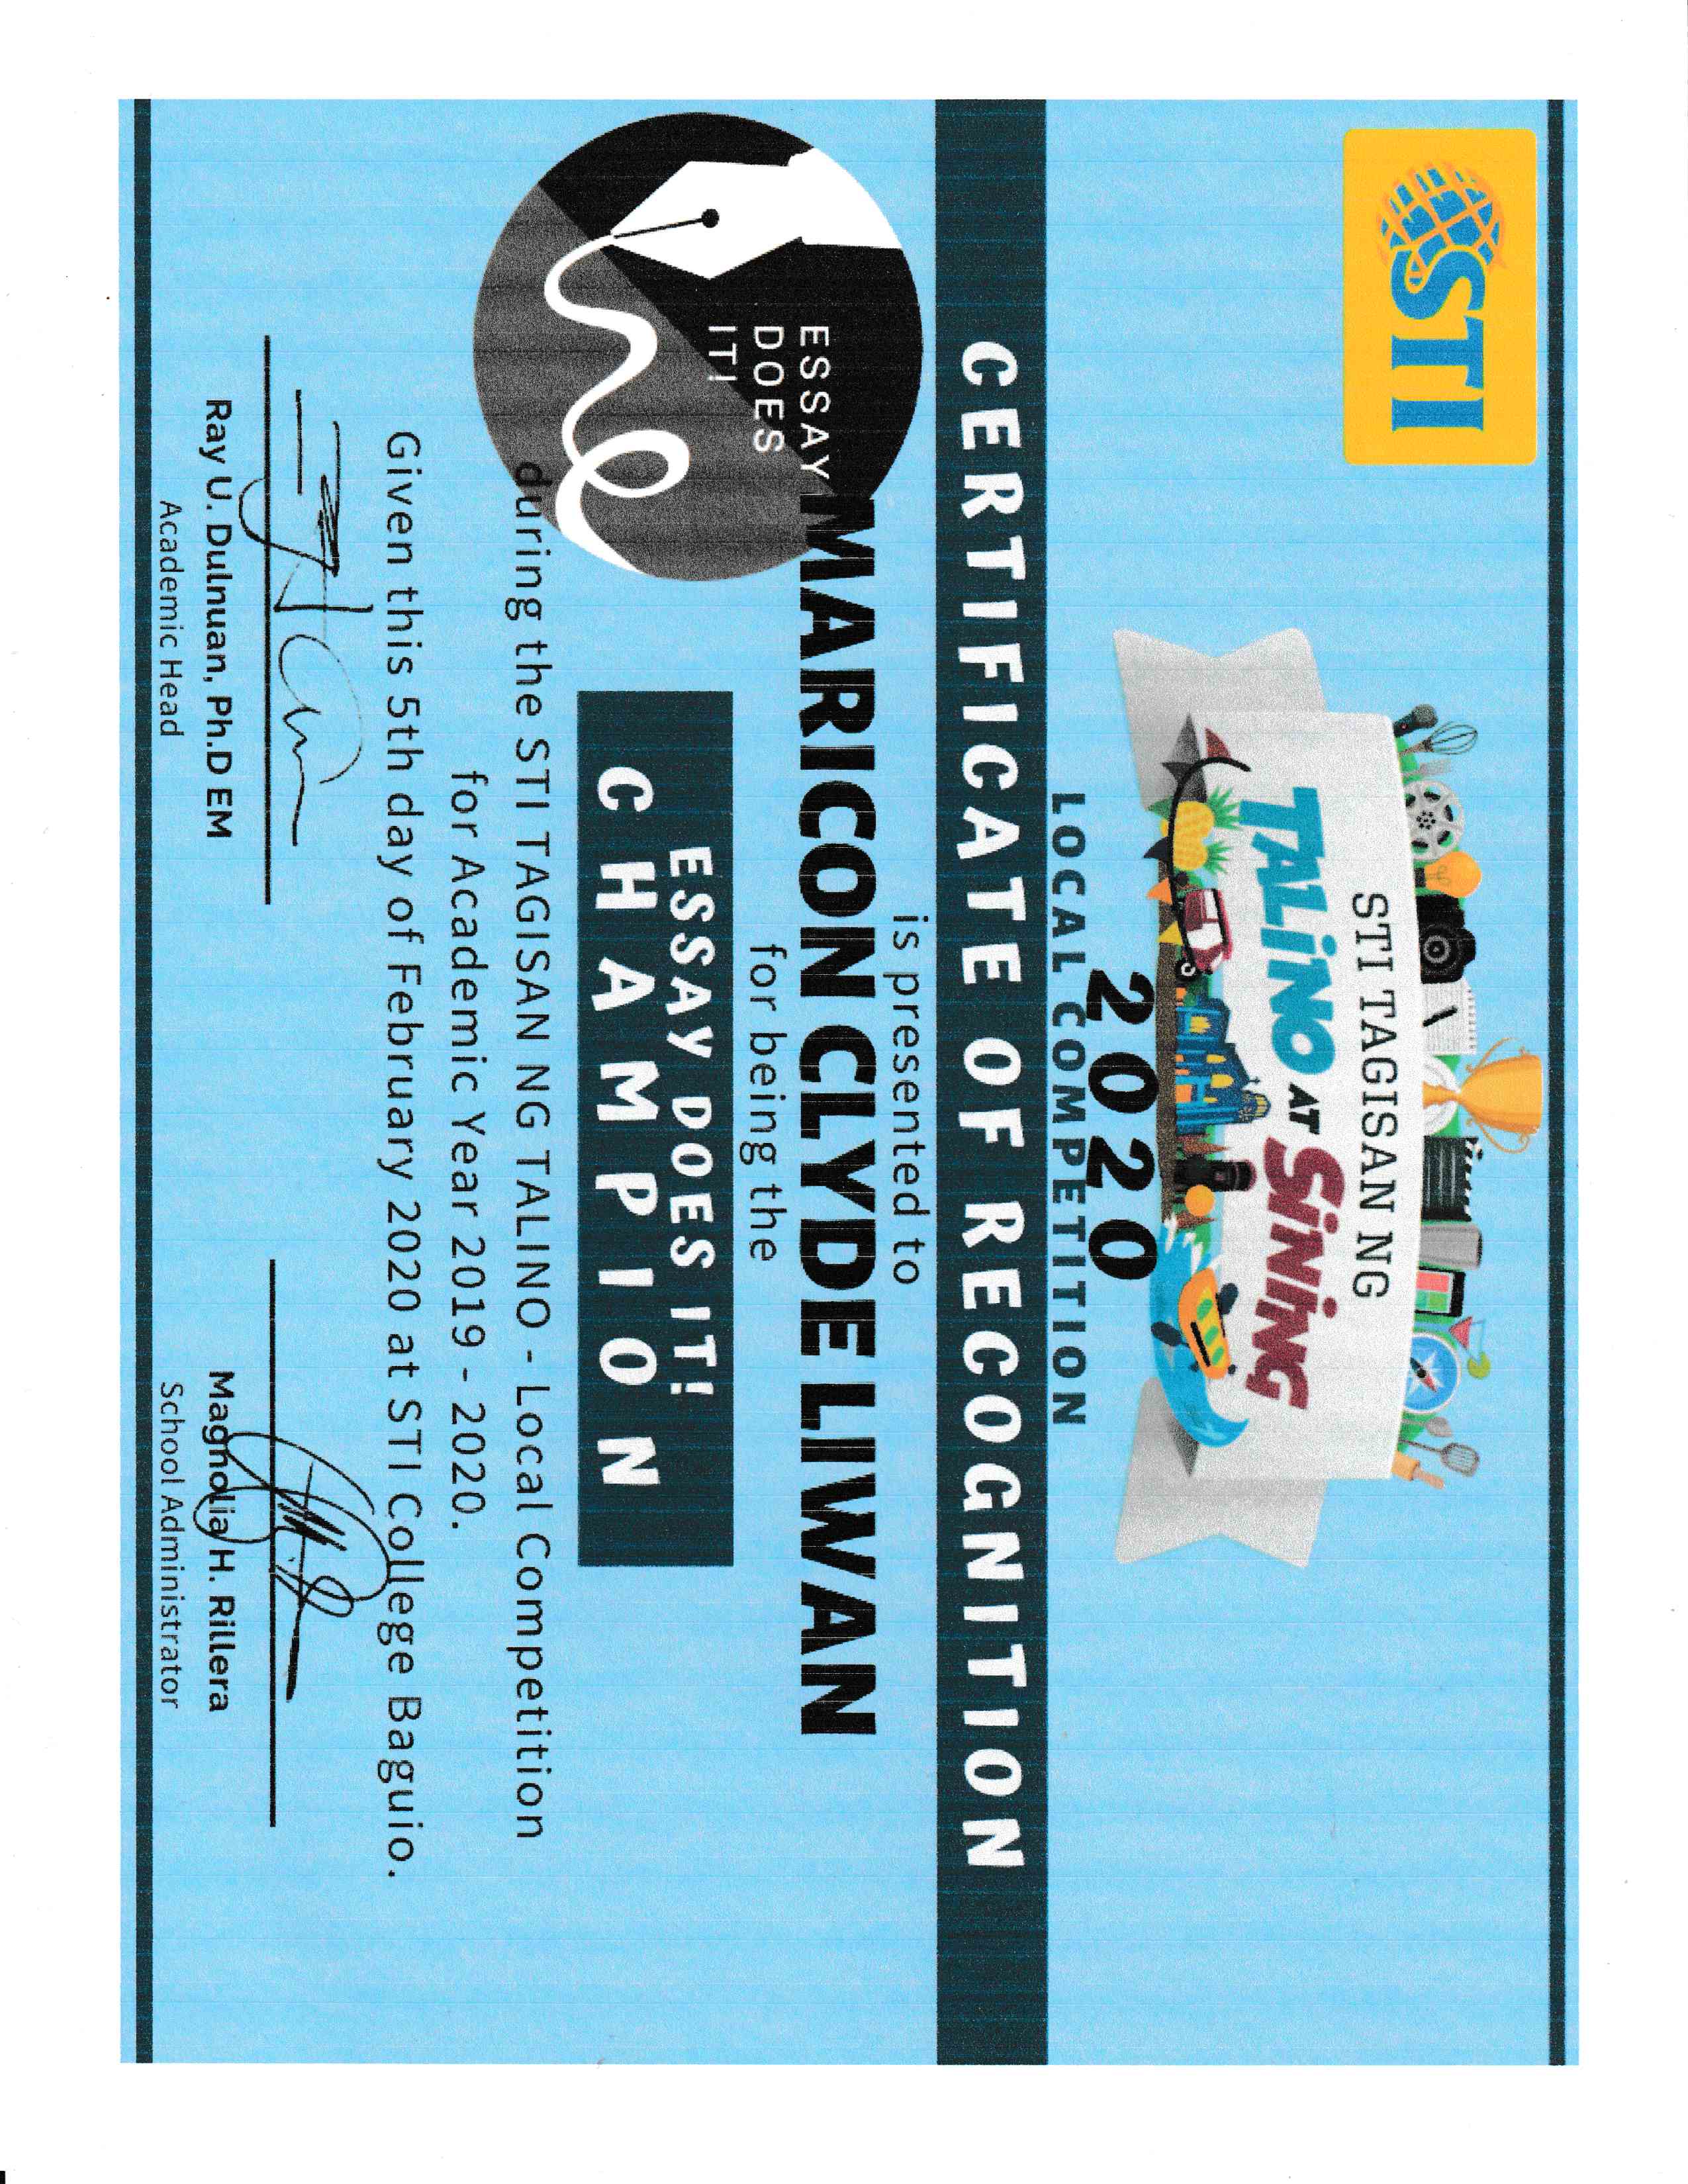 STI
STI TAGISAN NG
TALiNO AT SiNiNG
2020
LOCAL COMPETITION
CERTIFICATE OF RECOGNITION
is presented to
MARICON CLYDE LIWAN
ESSAY
DOES
IT!
for being the
ESSAY DOES IT!
CHAMPION
during the STI TAGISAN NG TALINO - Local Competition
for Academic Year 2019 - 2020.
Given this 5th day of February 2020 at STI College Baguio.
Ray U. Dulnuan, Ph.D EM
Academic Head
Magnolia H. Rillera
School Administrator